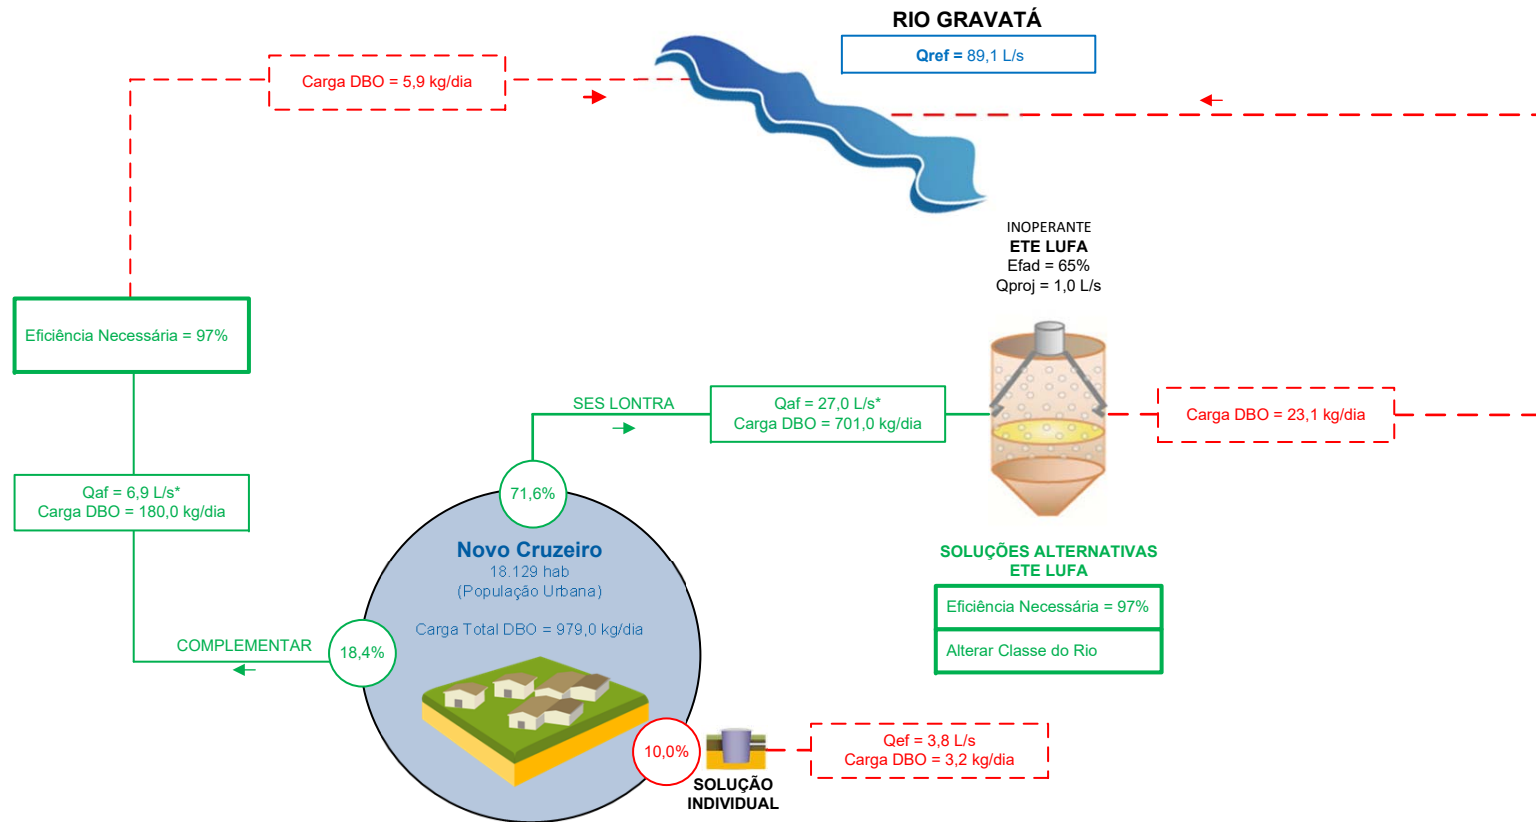 RIO GRAVATÁ
Qref = 89,1 L/s
Carga DBO = 5,9 kg/dia
INOPERANTE
ETE LUFA
Efad = 65%
Qproj = 1,0 L/s
Eficiência Necessária = 97%
SES LONTRA
Qaf = 27,0 L/s*
Carga DBO = 701,0 kg/dia
Carga DBO = 23,1 kg/dia
Qaf = 6,9 L/s*
Carga DBO = 180,0 kg/dia
71,6%
Novo Cruzeiro
18.129 hab
(População Urbana)
Carga Total DBO = 979,0 kg/dia
COMPLEMENTAR
18,4%
SOLUÇÕES ALTERNATIVAS
ETE LUFA
Eficiência Necessária = 97%
Alterar Classe do Rio
10,0%
SOLUÇÃO
INDIVIDUAL
Qef = 3,8 L/s
Carga DBO = 3,2 kg/dia